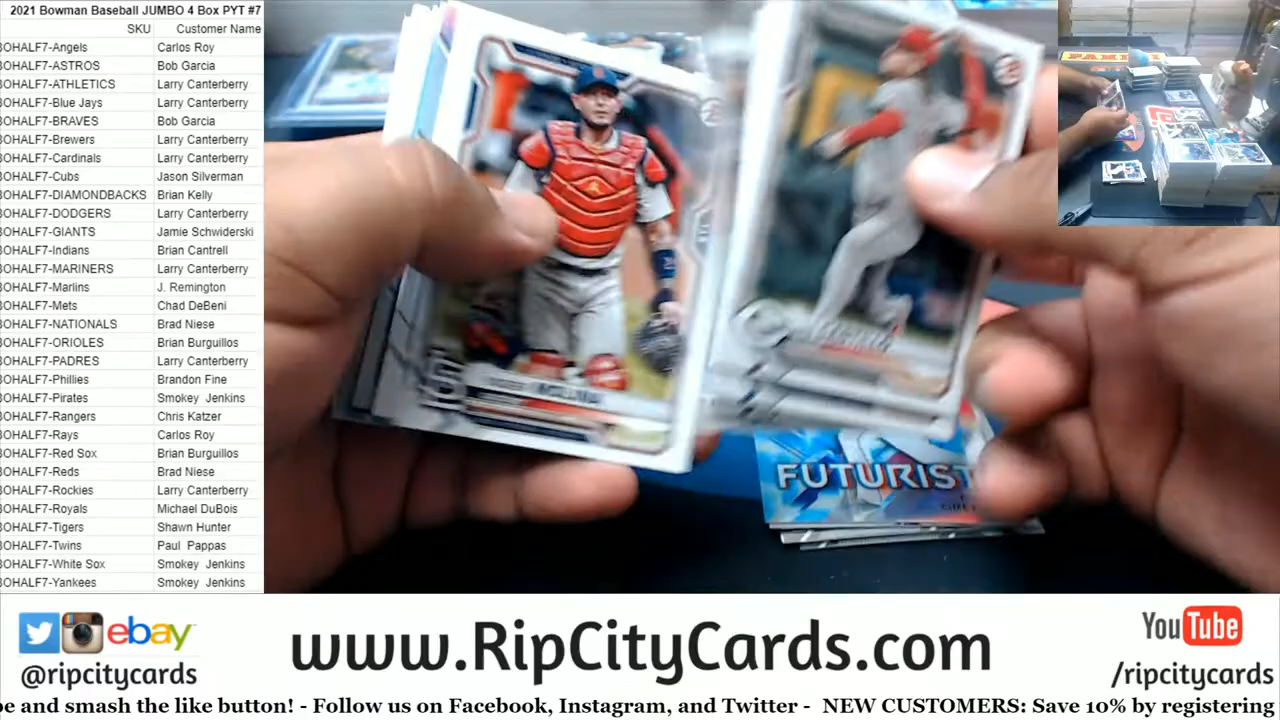 2021 Bowman Baseball JUMBO 4 Box PYT #7
SKU Customer Name
BOHALF7-Angels Carlos Roy
BOHALF7-ASTROS Bob Garcia
BOHALF7-ATHLETICS Larry Canterberry
BOHALF7-Blue Jays Larry Canterberry
BOHALF7-BRAVES Bob Garcia
BOHALF7-Brewers Larry Canterberry
BOHALF7-Cardinals Larry Canterberry
BOHALF7-Cubs Jason Silverman
BOHALF7-DIAMONDBACKS Brian Kelly
BOHALF7-DODGERS Larry Canterberry
BOHALF7-GIANTS Jamie Schwiderski
BOHALF7-Indians Brian Cantrell
BOHALF7-MARINERS Larry Canterberry
BOHALF7-Marlins J. Remington
BOHALF7-Mets Chad DeBeni
BOHALF7-NATIONALS Brad Niese
BOHALF7-ORIOLES Brian Burguillos
BOHALF7-PADRES Larry Canterberry
BOHALF7-Phillies Brandon Fine
BOHALF7-Pirates Smokey Jenkins
BOHALF7-Rangers Chris Katzer
BOHALF7-Rays Carlos Roy
BOHALF7-Red Sox Brian Burguillos
BOHALF7-Reds Brad Niese
BOHALF7-Rockies Larry Canterberry
BOHALF7-Royals Michael DuBois
BOHALF7-Tigers Shawn Hunter
BOHALF7-Twins Paul Pappas
BOHALF7-White Sox Smokey Jenkins
BOHALF7-Yankees Smokey Jenkins
PANINI
MOLINA
FUTURIST
ebay
@ripcitycards
www.RipCityCards.com
YouTube
/ripcitycards
be and smash the like button! - Follow us on Facebook, Instagram, and Twitter - NEW CUSTOMERS: Save 10% by registering